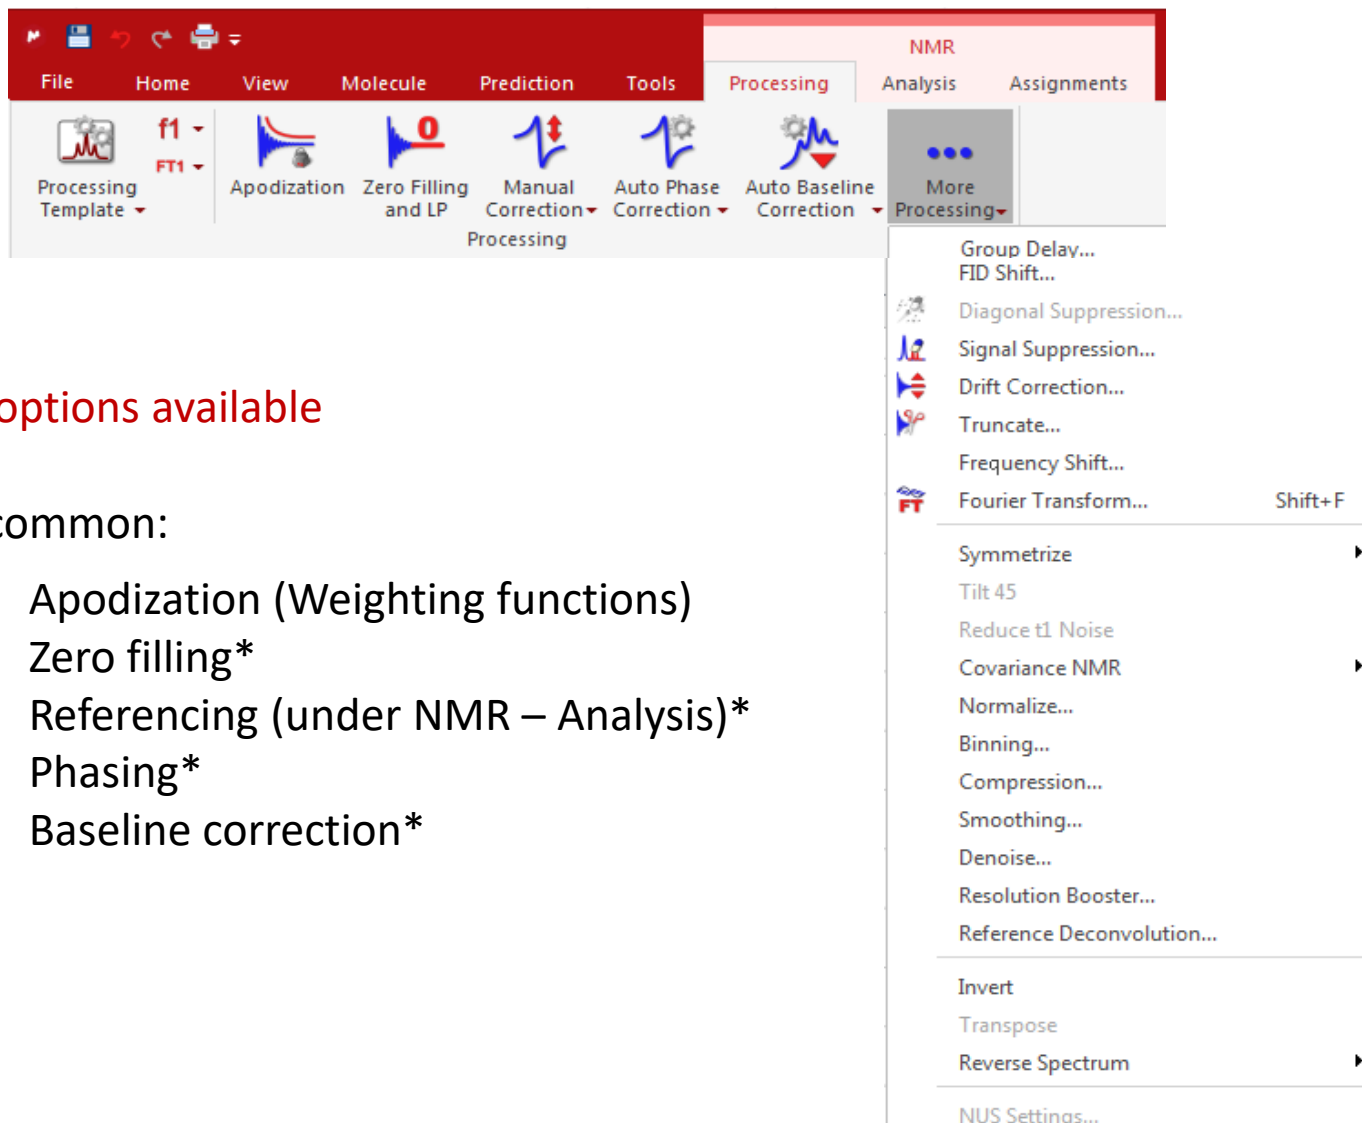 NMR
File Home View Molecule Prediction Tools Processing Analysis Assignments
f1
FT1
0
Processing Template
Apodization
Zero Filling and LP
Manual Correction
Auto Phase Correction
Auto Baseline Correction
More Processing
Processing
Group Delay...
FID Shift...
Diagonal Suppression...
Signal Suppression...
Drift Correction...
Truncate...
Frequency Shift...
FT Fourier Transform... Shift+F
Symmetrize
Tilt 45
Reduce t1 Noise
Covariance NMR
Normalize...
Binning...
Compression...
Smoothing...
Denoise...
Resolution Booster...
Reference Deconvolution...
Invert
Transpose
Reverse Spectrum
NUS Settings...
options available
common:
Apodization (Weighting functions)
Zero filling*
Referencing (under NMR – Analysis)*
Phasing*
Baseline correction*